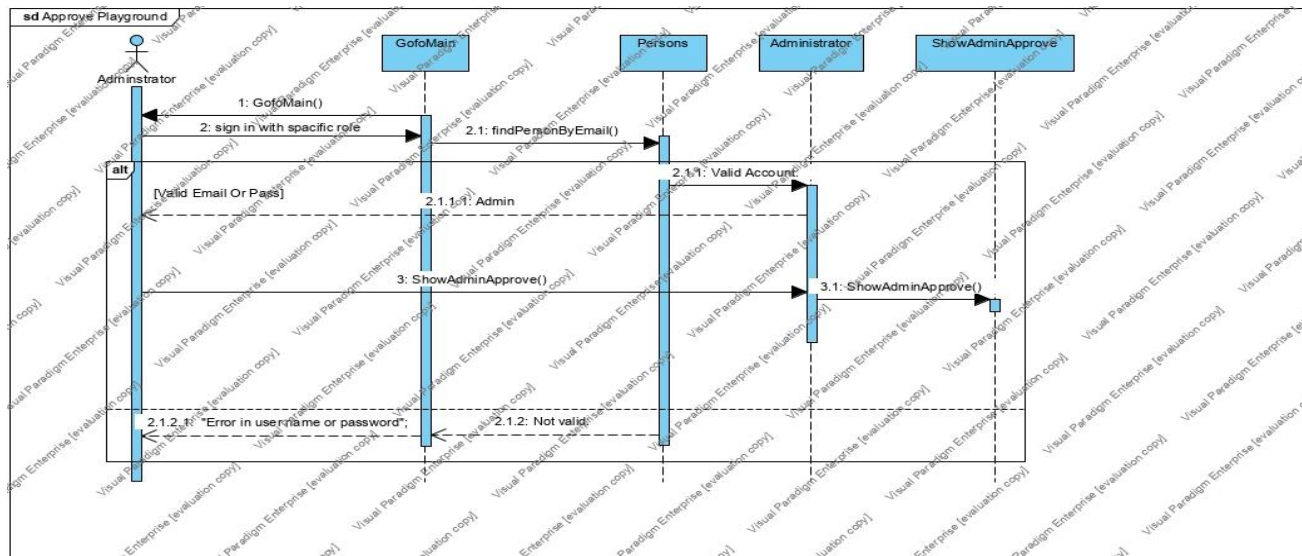 sd Approve Playground
Adminstrator
GofoMain
Persons
Administrator
ShowAdminApprove
1: GofoMain()
2: sign in with spacific role
2.1: findPersonByEmail()
alt
2.1.1: Valid Account
[Valid Email Or Pass]
2.1.1.1: Admin
3: ShowAdminApprove()
3.1: ShowAdminApprove()
2.1.2.1: "Error in username or password";
2.1.2: Not valid
Visual Paradigm Enterprise [evaluation copy]